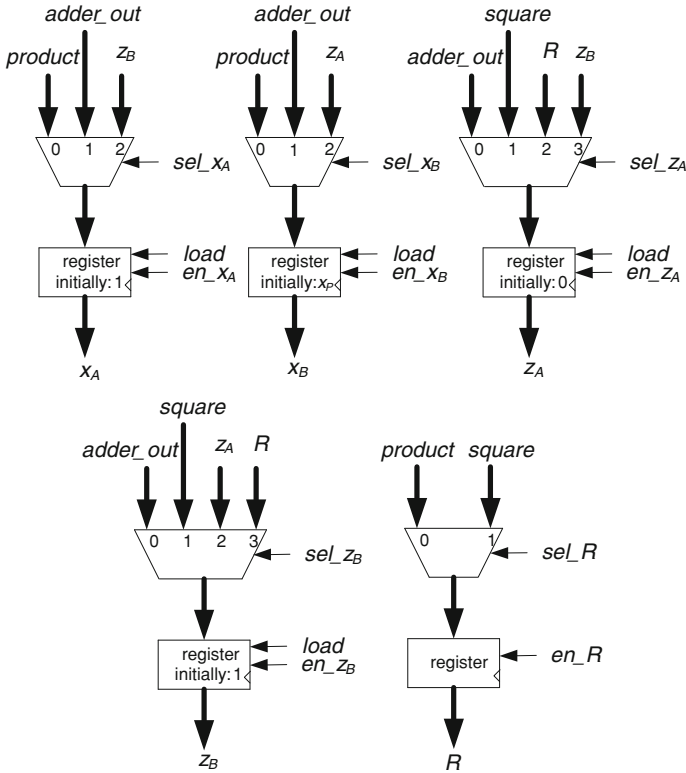 adder_out
product
z_B
0 1 2
sel_x_A
register
initially: 1
load
en_x_A
x_A
adder_out
product
z_A
0 1 2
sel_x_B
register
initially: x_P
load
en_x_B
x_B
square
adder_out
R
z_B
0 1 2 3
sel_z_A
register
initially: 0
load
en_z_A
z_A
square
adder_out
z_A
R
0 1 2 3
sel_z_B
register
initially: 1
load
en_z_B
z_B
product square
0 1
sel_R
register
en_R
R